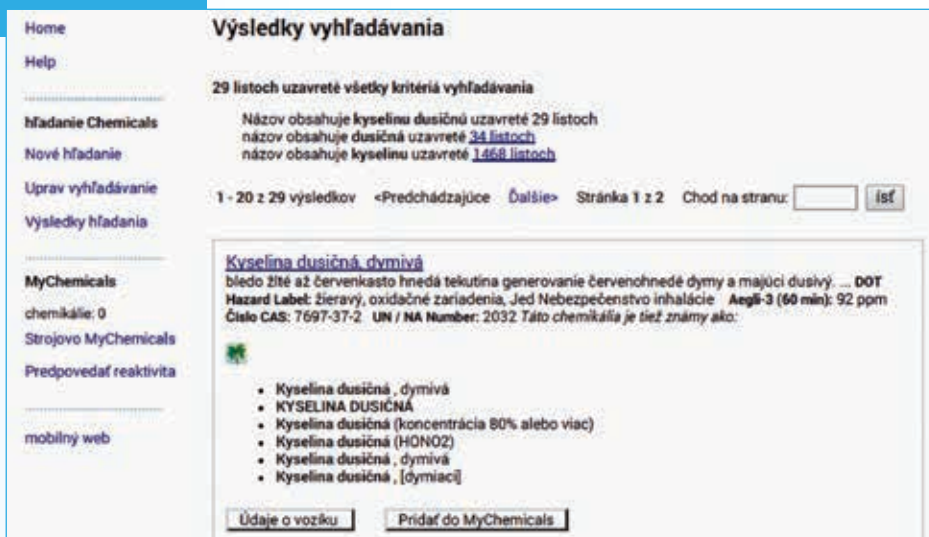 Home
Help
hľadanie Chemicals
Nové hľadanie
Uprav vyhľadávanie
Výsledky hľadania
MyChemicals
chemikálie: 0
Strojovo MyChemicals
Predpovedať reaktivita
mobilný web
Výsledky vyhľadávania
29 listoch uzavreté všetky kritériá vyhľadávania
Názov obsahuje kyselinu dusičnú uzavreté 29 listoch
názov obsahuje dusičná uzavreté 34 listoch
názov obsahuje kyselinu uzavreté 1468 listoch
1 - 20 z 29 výsledkov <Predchádzajúce Ďalšie> Stránka 1 z 2 Chod na stranu: ísť
Kyselina dusičná, dymivá
bledo žlté až červenkasto hnedá tekutina generovanie červenohnedé dymy a majúci dusivý. ... DOT
Hazard Label: žieravý, oxidačné zariadenia, Jed Nebezpečenstvo inhalácie Aegli-3 (60 min): 92 ppm
Číslo CAS: 7697-37-2 UN / NA Number: 2032 Táto chemikália je tiež známy ako:
• Kyselina dusičná , dymivá
• KYSELINA DUSIČNÁ
• Kyselina dusičná (koncentrácia 80% alebo viac)
• Kyselina dusičná (HONO2)
• Kyselina dusičná , dymivá
• Kyselina dusičná , [dymiaci]
Údaje o vozíku Pridať do MyChemicals